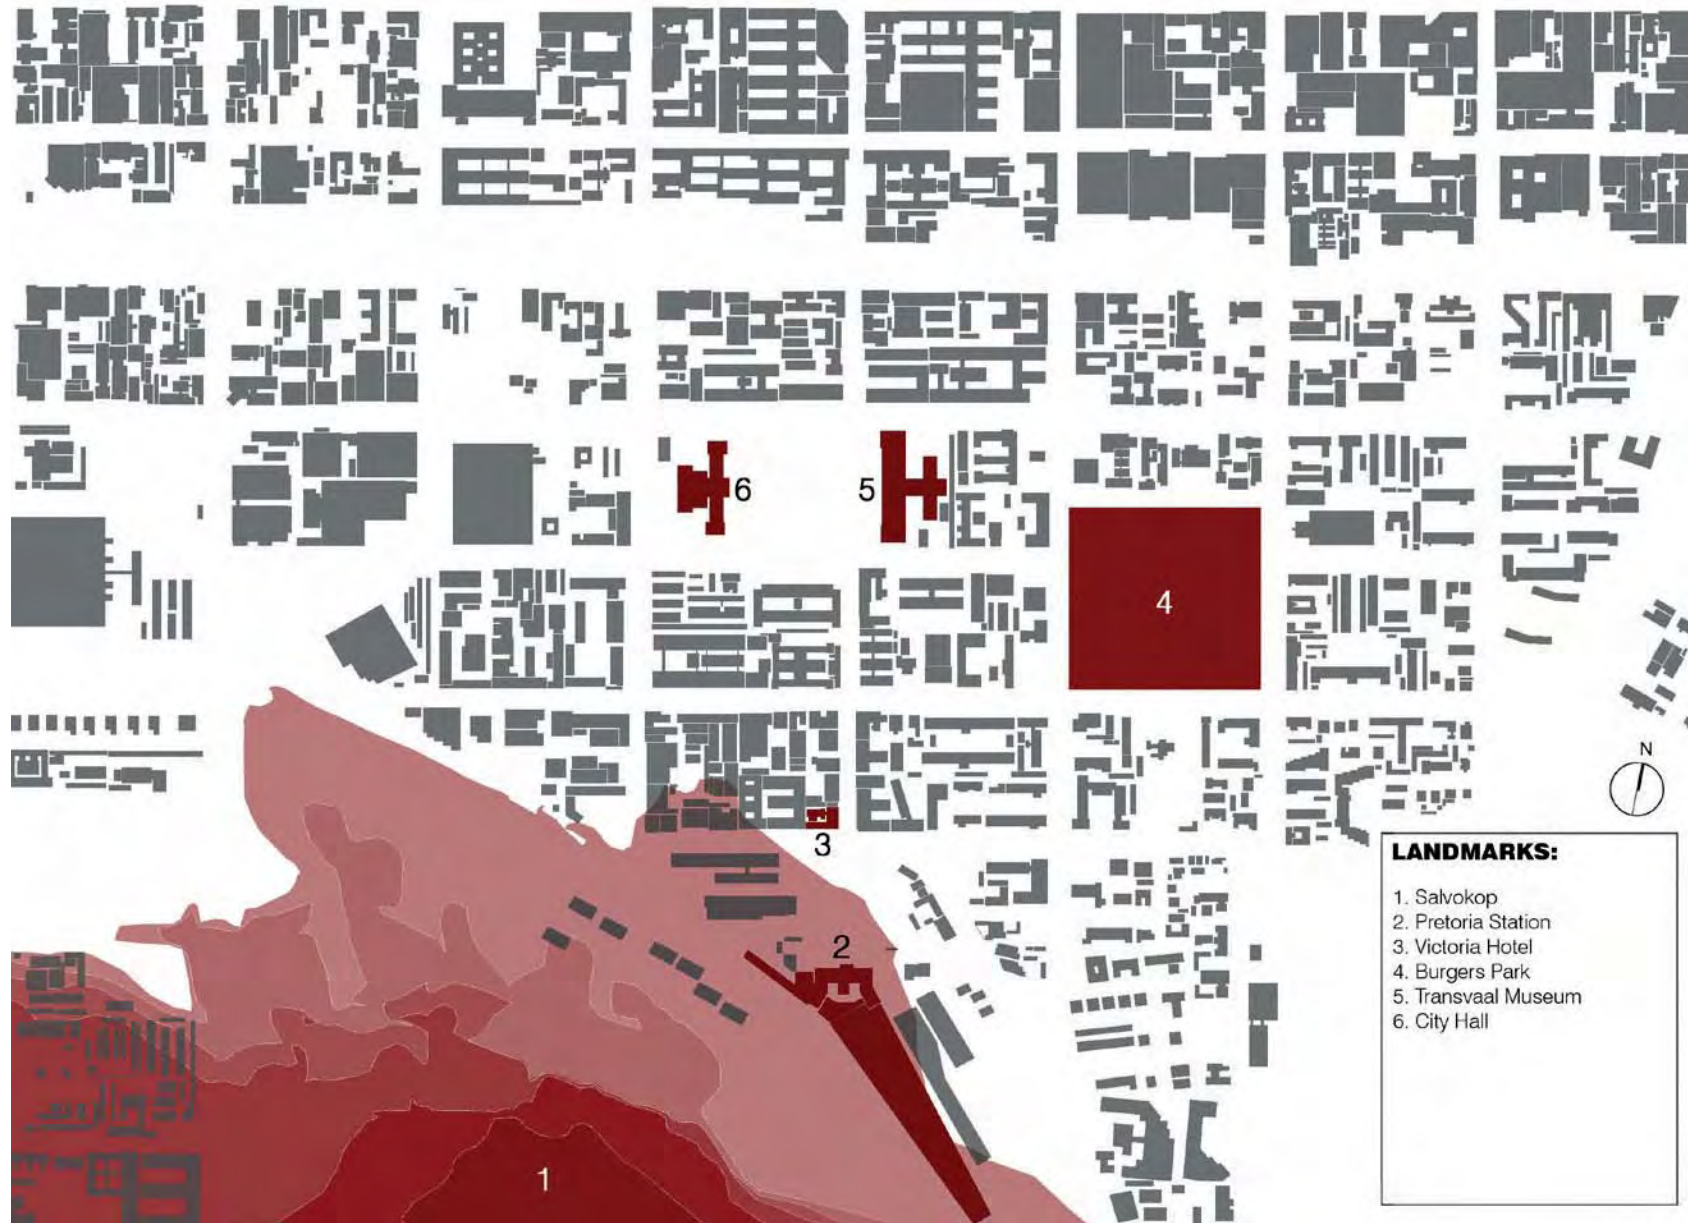 6
5
4
N
3
LANDMARKS:
1. Salvokop
2. Pretoria Station
3. Victoria Hotel
4. Burgers Park
5. Transvaal Museum
6. City Hall
2
1